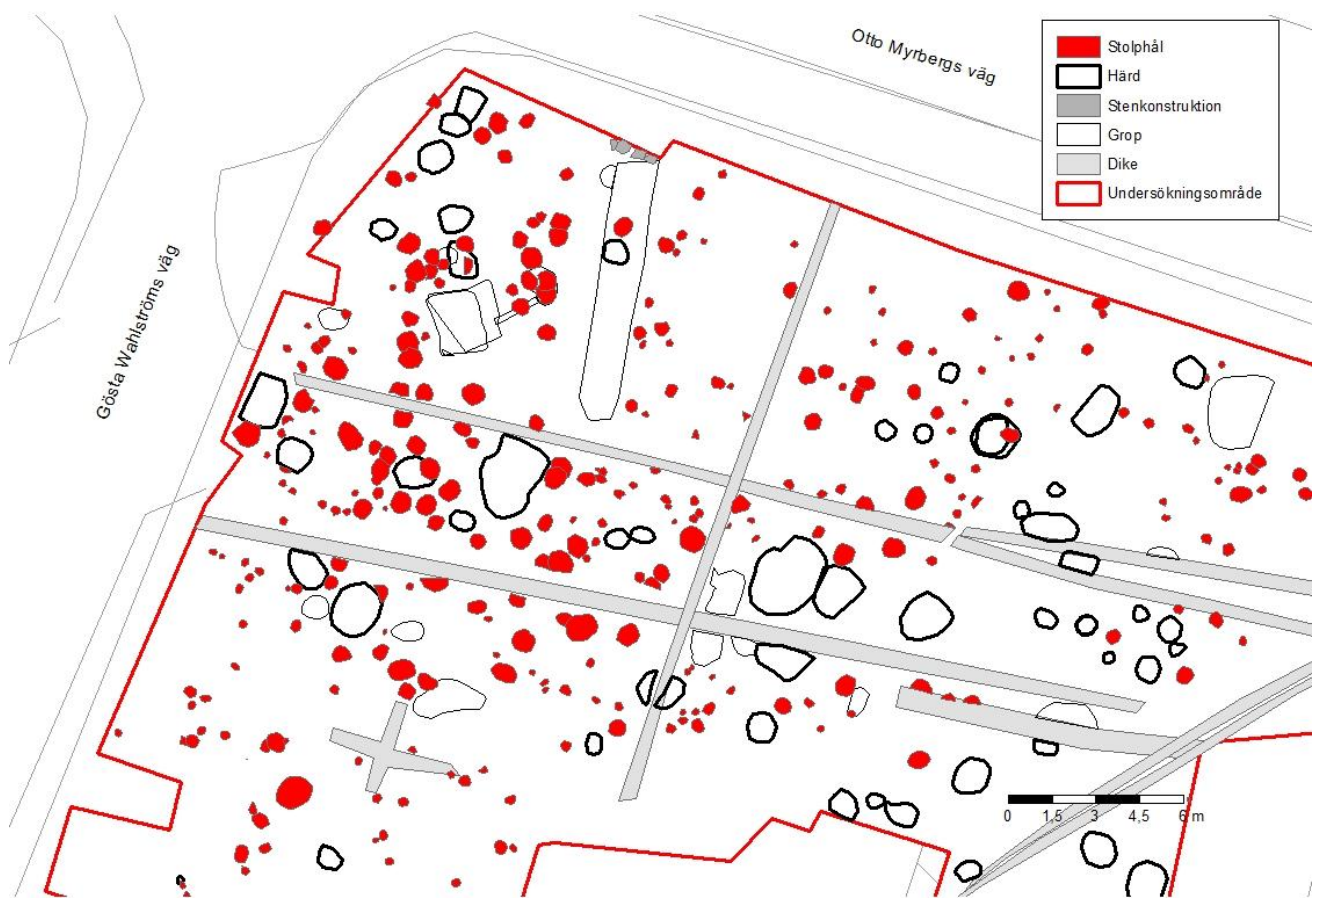 Otto Myrbergs väg
Gösta Wahlströms väg
Stolphål
Härd
Stenkonstruktion
Grop
Dike
Undersökningsområde
0 1,5 3 4,5 6 m